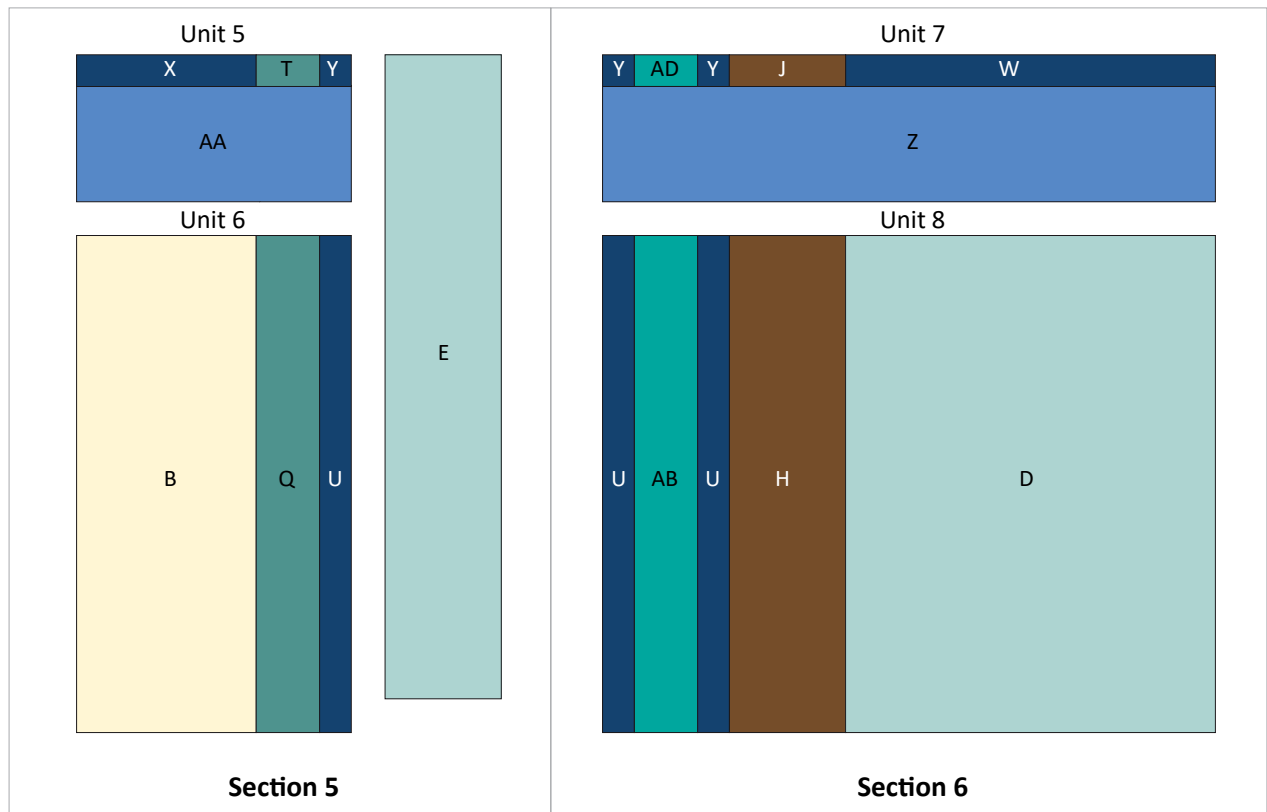 Unit 5
X T Y
AA
Unit 6
B Q U
E
Section 5
Unit 7
Y AD Y J W
Z
Unit 8
U AB U H D
Section 6